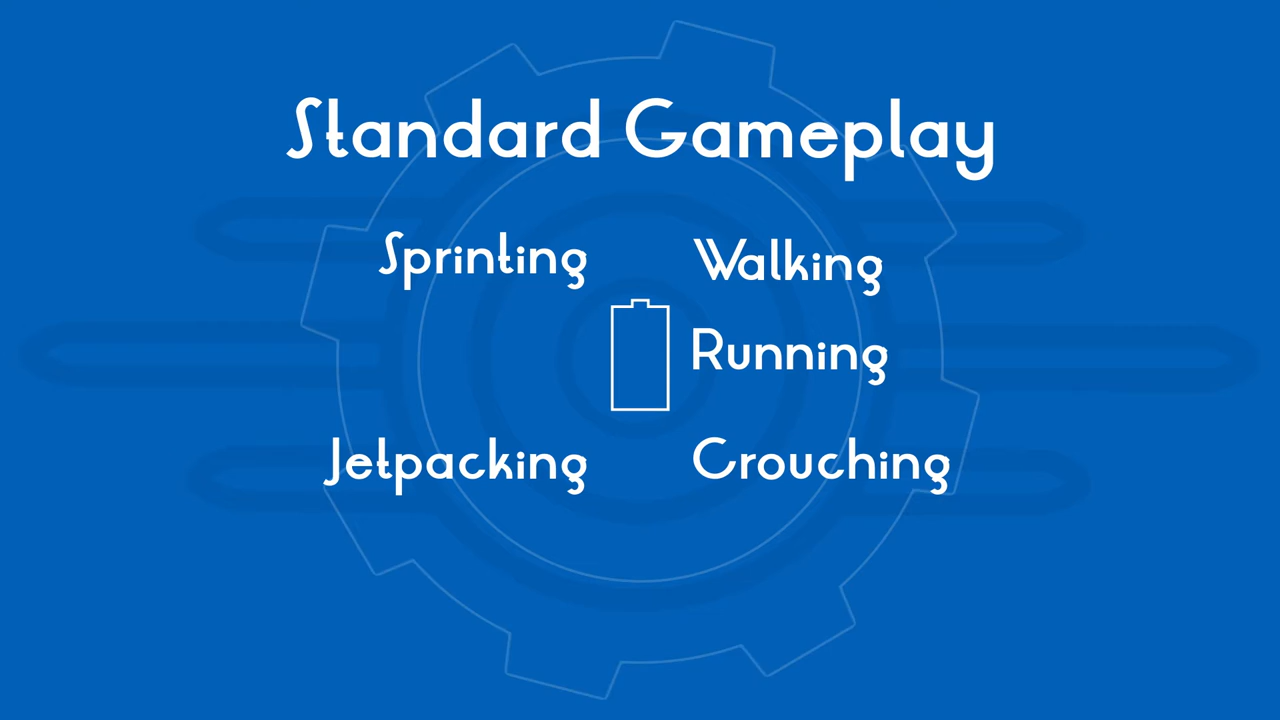 Standard Gameplay
Sprinting
Walking
Running
Jetpacking
Crouching